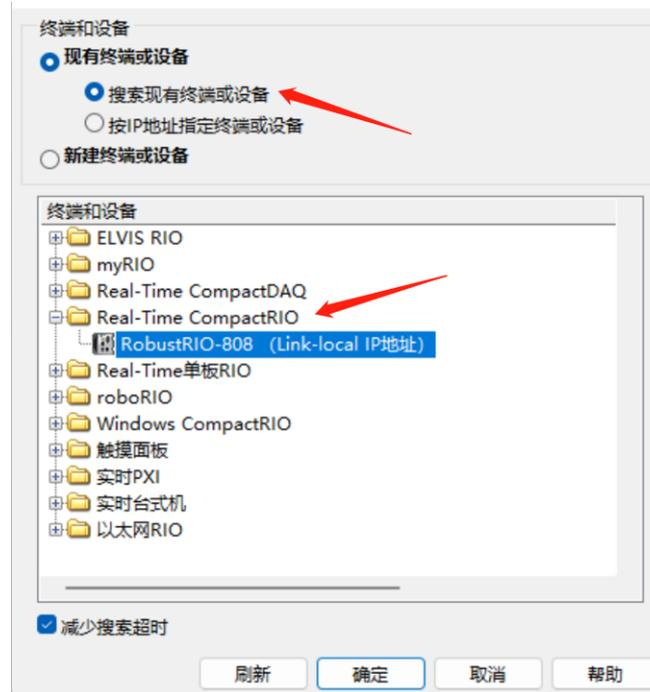 终端和设备
现有终端或设备
搜索现有终端或设备
按IP地址指定终端或设备
新建终端或设备
终端和设备
ELVIS RIO
myRIO
Real-Time CompactDAQ
Real-Time CompactRIO
RobustRIO-808 （Link-local IP地址）
Real-Time单板RIO
roboRIO
Windows CompactRIO
触摸面板
实时PXI
实时台式机
以太网RIO
减少搜索超时
刷新 确定 取消 帮助